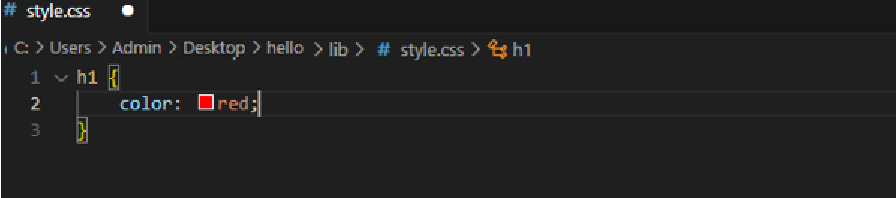 # style.css
C: > Users > Admin > Desktop > hello > lib > # style.css > h1
1 h1 {
2 color: red;
3 }